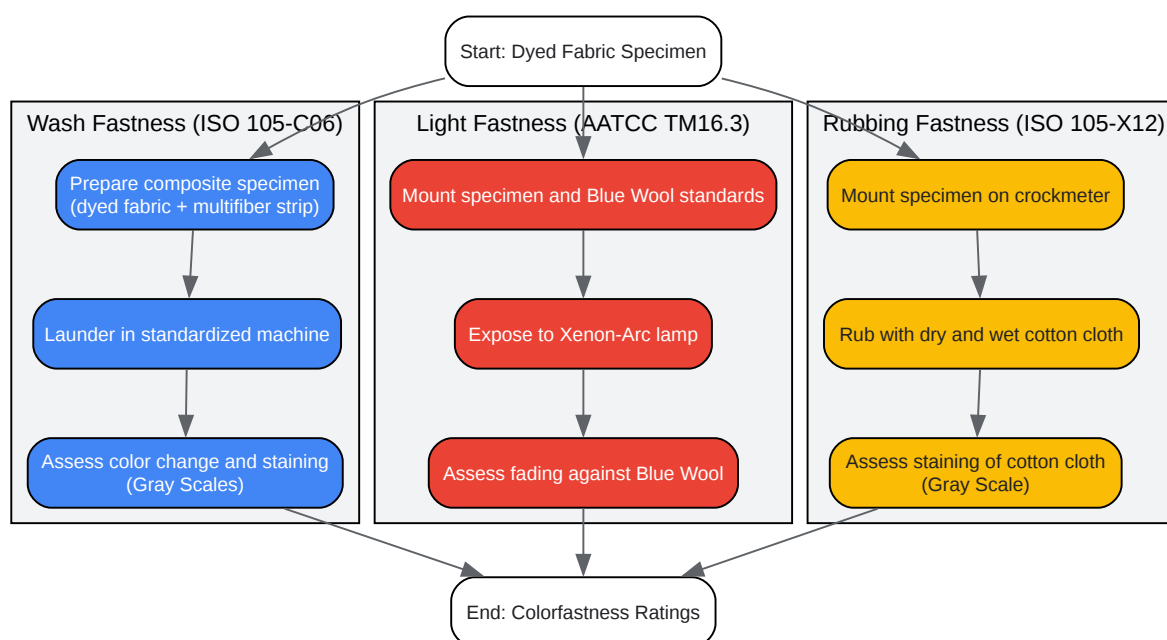 Start: Dyed Fabric Specimen
Wash Fastness (ISO 105-C06)
Prepare composite specimen
(dyed fabric + multifiber strip)
Launder in standardized machine
Assess color change and staining
(Gray Scales)
Light Fastness (AATCC TM16.3)
Mount specimen and Blue Wool standards
Expose to Xenon-Arc lamp
Assess fading against Blue Wool
Rubbing Fastness (ISO 105-X12)
Mount specimen on crockmeter
Rub with dry and wet cotton cloth
Assess staining of cotton cloth
(Gray Scale)
End: Colorfastness Ratings